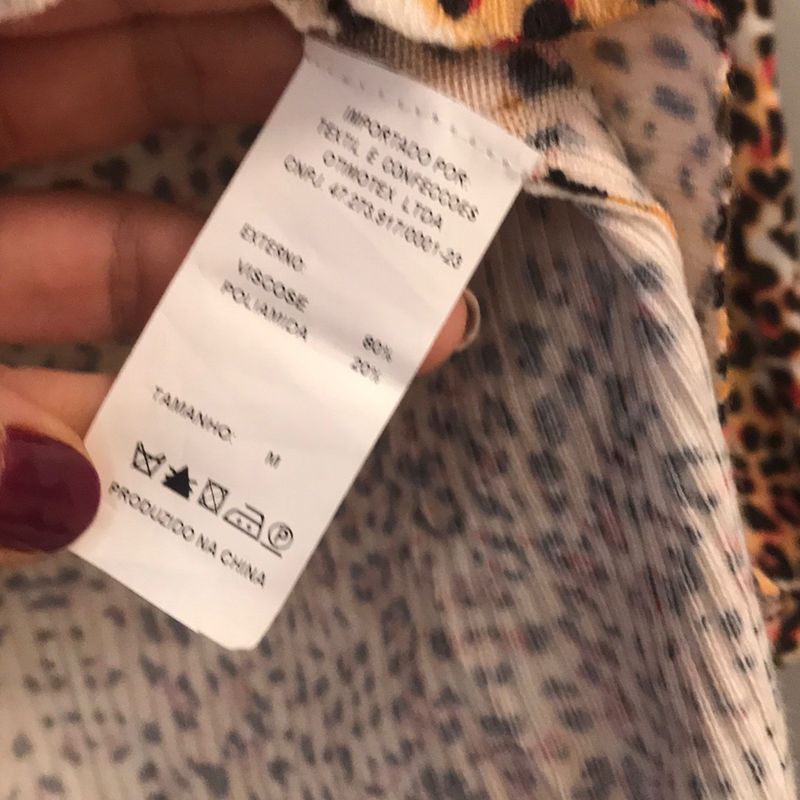 IMPORTADO POR:
TEXTIL E CONFECCOES
OTIMOTEX LTDA
CNPJ. 47.273.917/0001-23
EXTERNO
VISCOSE 80%
POLIAMIDA 20%
TAMANHO: M
P
PRODUZIDO NA CHINA